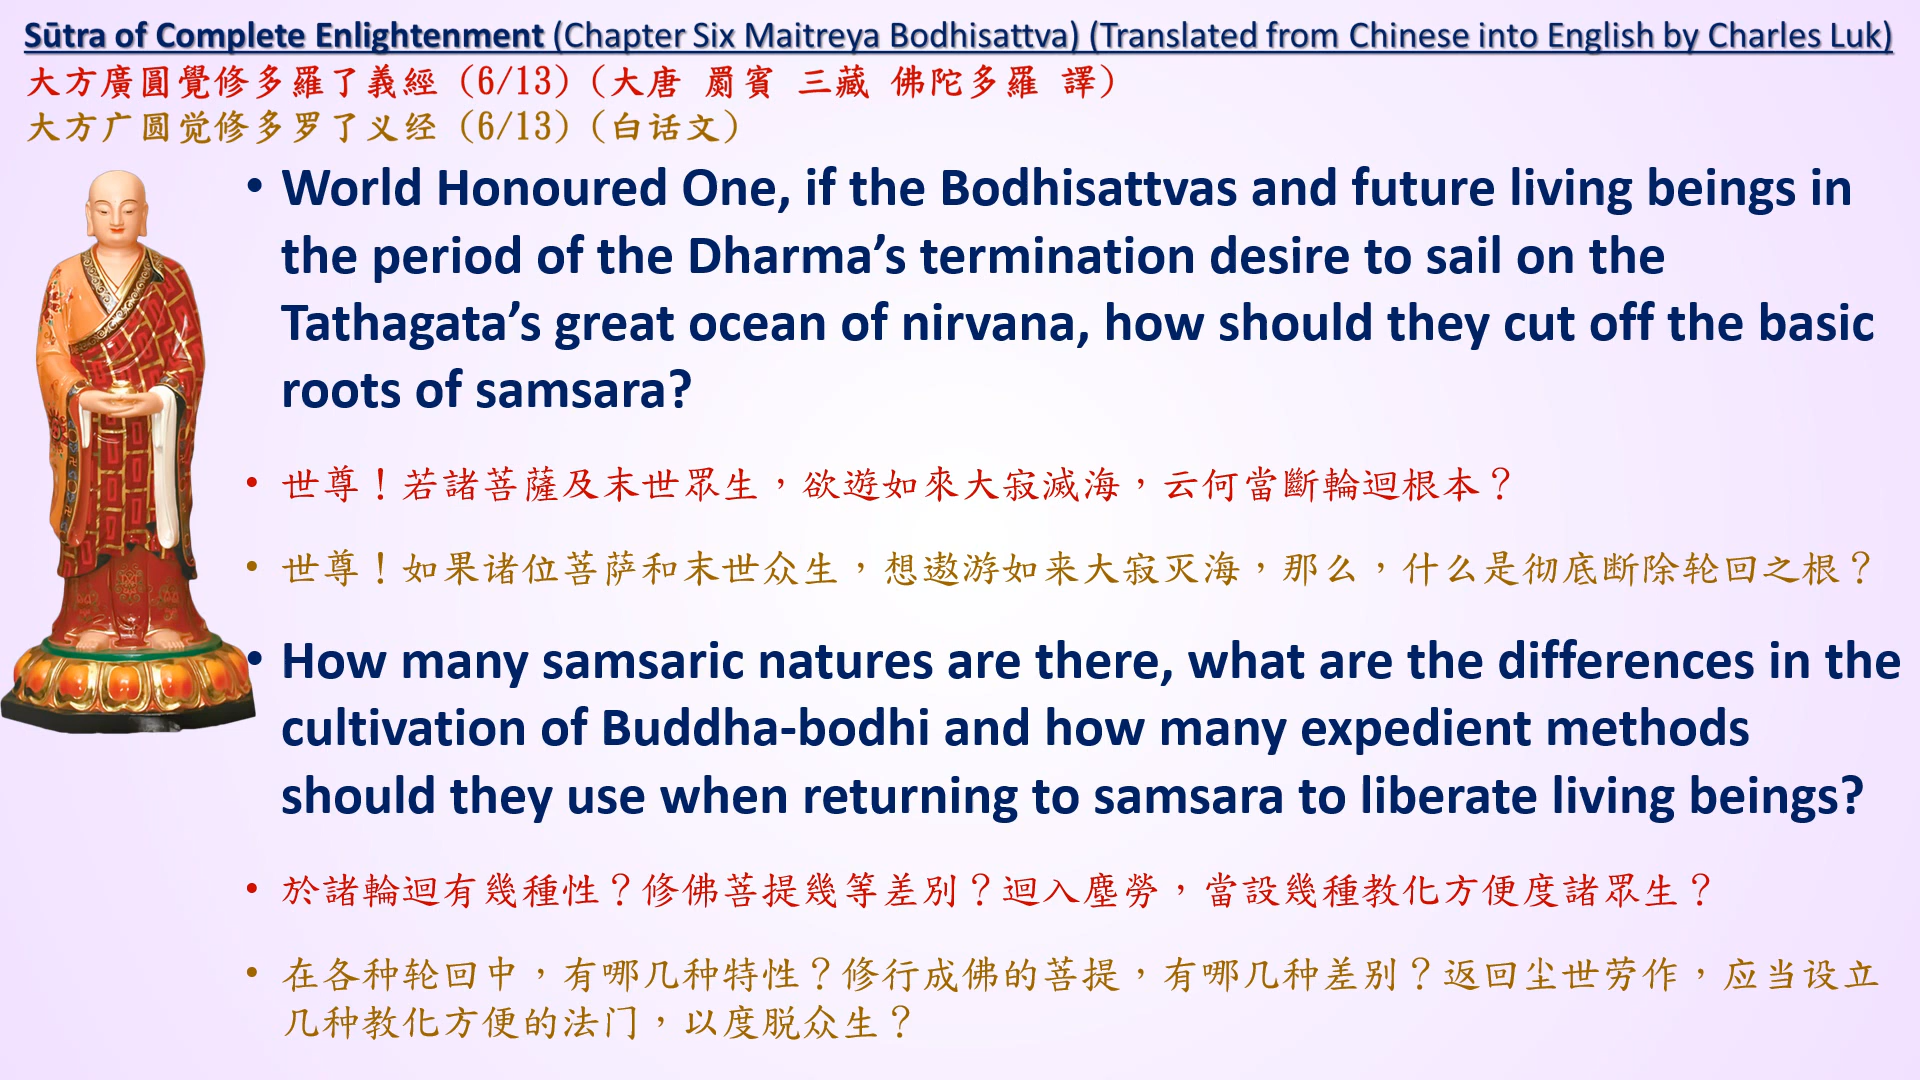 Sūtra of Complete Enlightenment (Chapter Six Maitreya Bodhisattva) (Translated from Chinese into English by Charles Luk)
大方廣圓覺修多羅了義經 (6/13) (大唐 罽賓 三藏 佛陀多羅 譯)
大方广圆觉修多罗了义经 (6/13) (白话文)
• World Honoured One, if the Bodhisattvas and future living beings in
the period of the Dharma’s termination desire to sail on the
Tathagata’s great ocean of nirvana, how should they cut off the basic
roots of samsara?
• 世尊！若諸菩薩及末世眾生，欲遊如來大寂滅海，云何當斷輪迴根本？
• 世尊！如果诸位菩萨和末世众生，想遨游如来大寂灭海，那么，什么是彻底断除轮回之根？
• How many samsaric natures are there, what are the differences in the
cultivation of Buddha-bodhi and how many expedient methods
should they use when returning to samsara to liberate living beings?
• 於諸輪迴有幾種性？修佛菩提幾等差別？迴入塵勞，當設幾種教化方便度諸眾生？
• 在各种轮回中，有哪几种特性？修行成佛的菩提，有哪几种差别？返回尘世劳作，应当设立
几种教化方便的法门，以度脱众生？